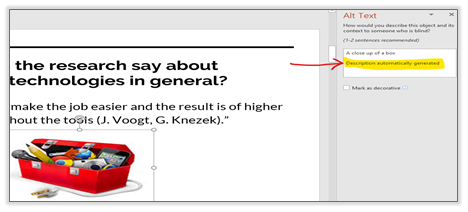 the research say about
technologies in general?
make the job easier and the result is of higher
hout the tools (J. Voogt, G. Knezek).”
Alt Text
How would you describe this object and its
context to someone who is blind?
(1-2 sentences recommended)
A close up of a box
Description automatically generated
Mark as decorative